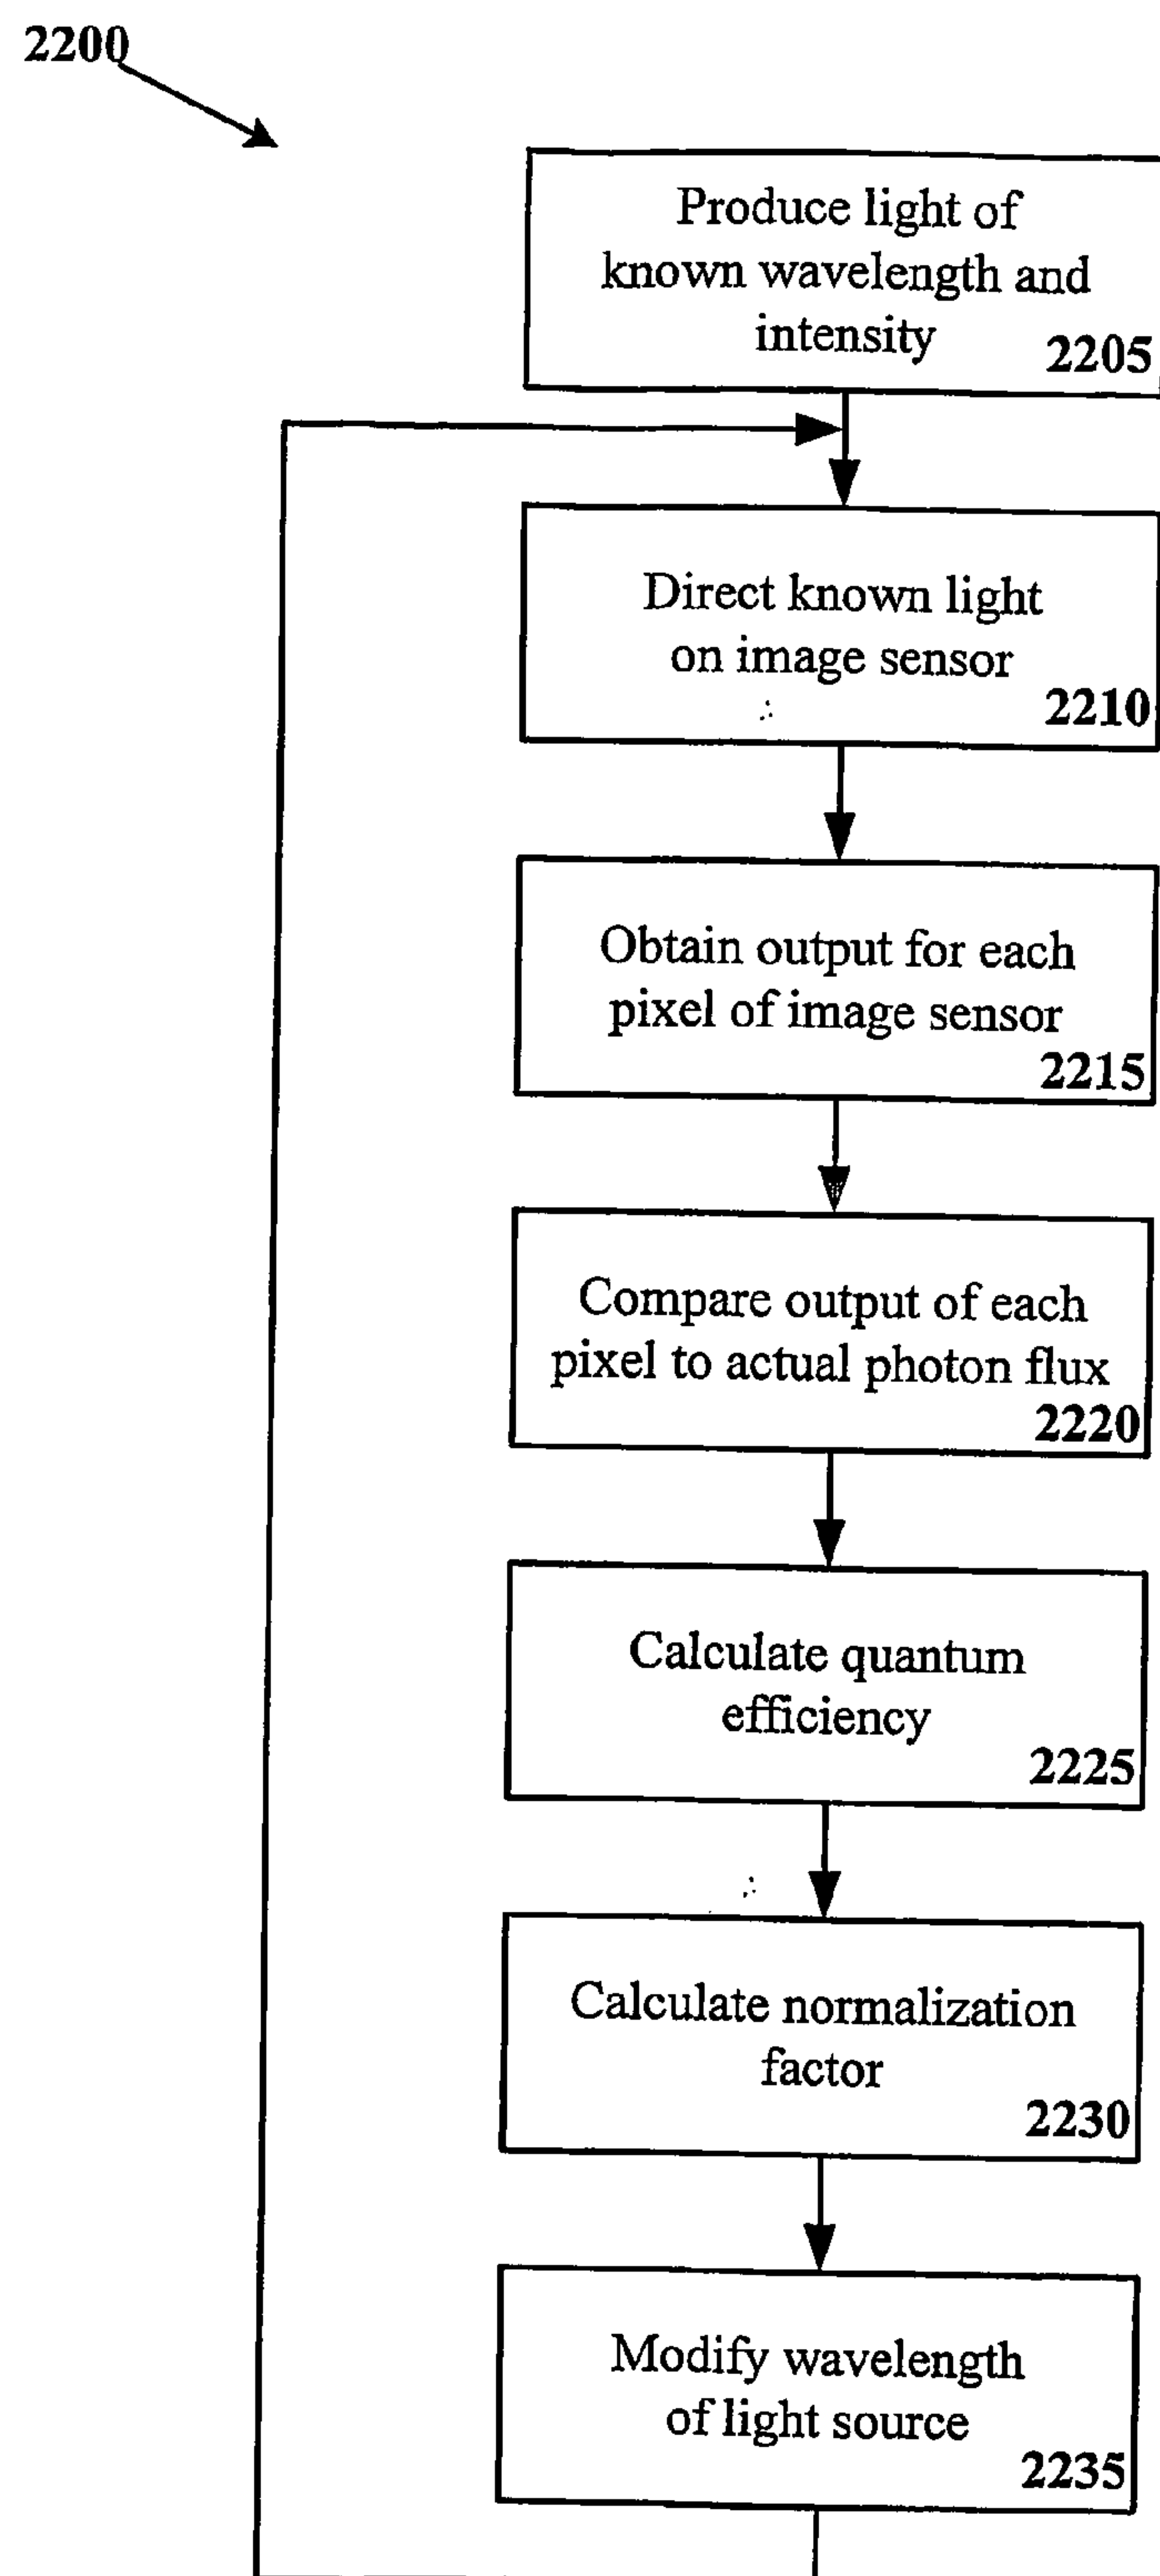 2200
Produce light of
known wavelength and
intensity
2205
Direct known light
on image sensor
2210
Obtain output for each
pixel of image sensor
2215
Compare output of each
pixel to actual photon flux
2220
Calculate quantum
efficiency
2225
Calculate normalization
factor
2230
Modify wavelength
of light source
2235